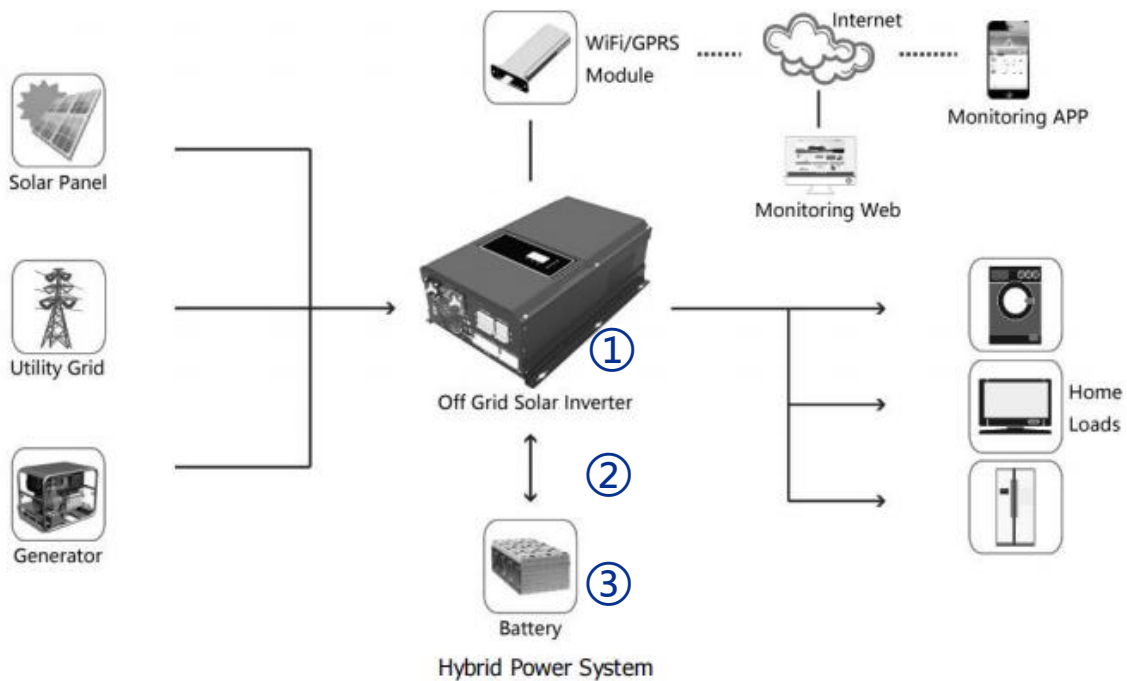 WiFi/GPRS
Module
Internet
Monitoring APP
Monitoring Web
Solar Panel
Utility Grid
Generator
①
Off Grid Solar Inverter
②
③
Battery
Home
Loads
Hybrid Power System